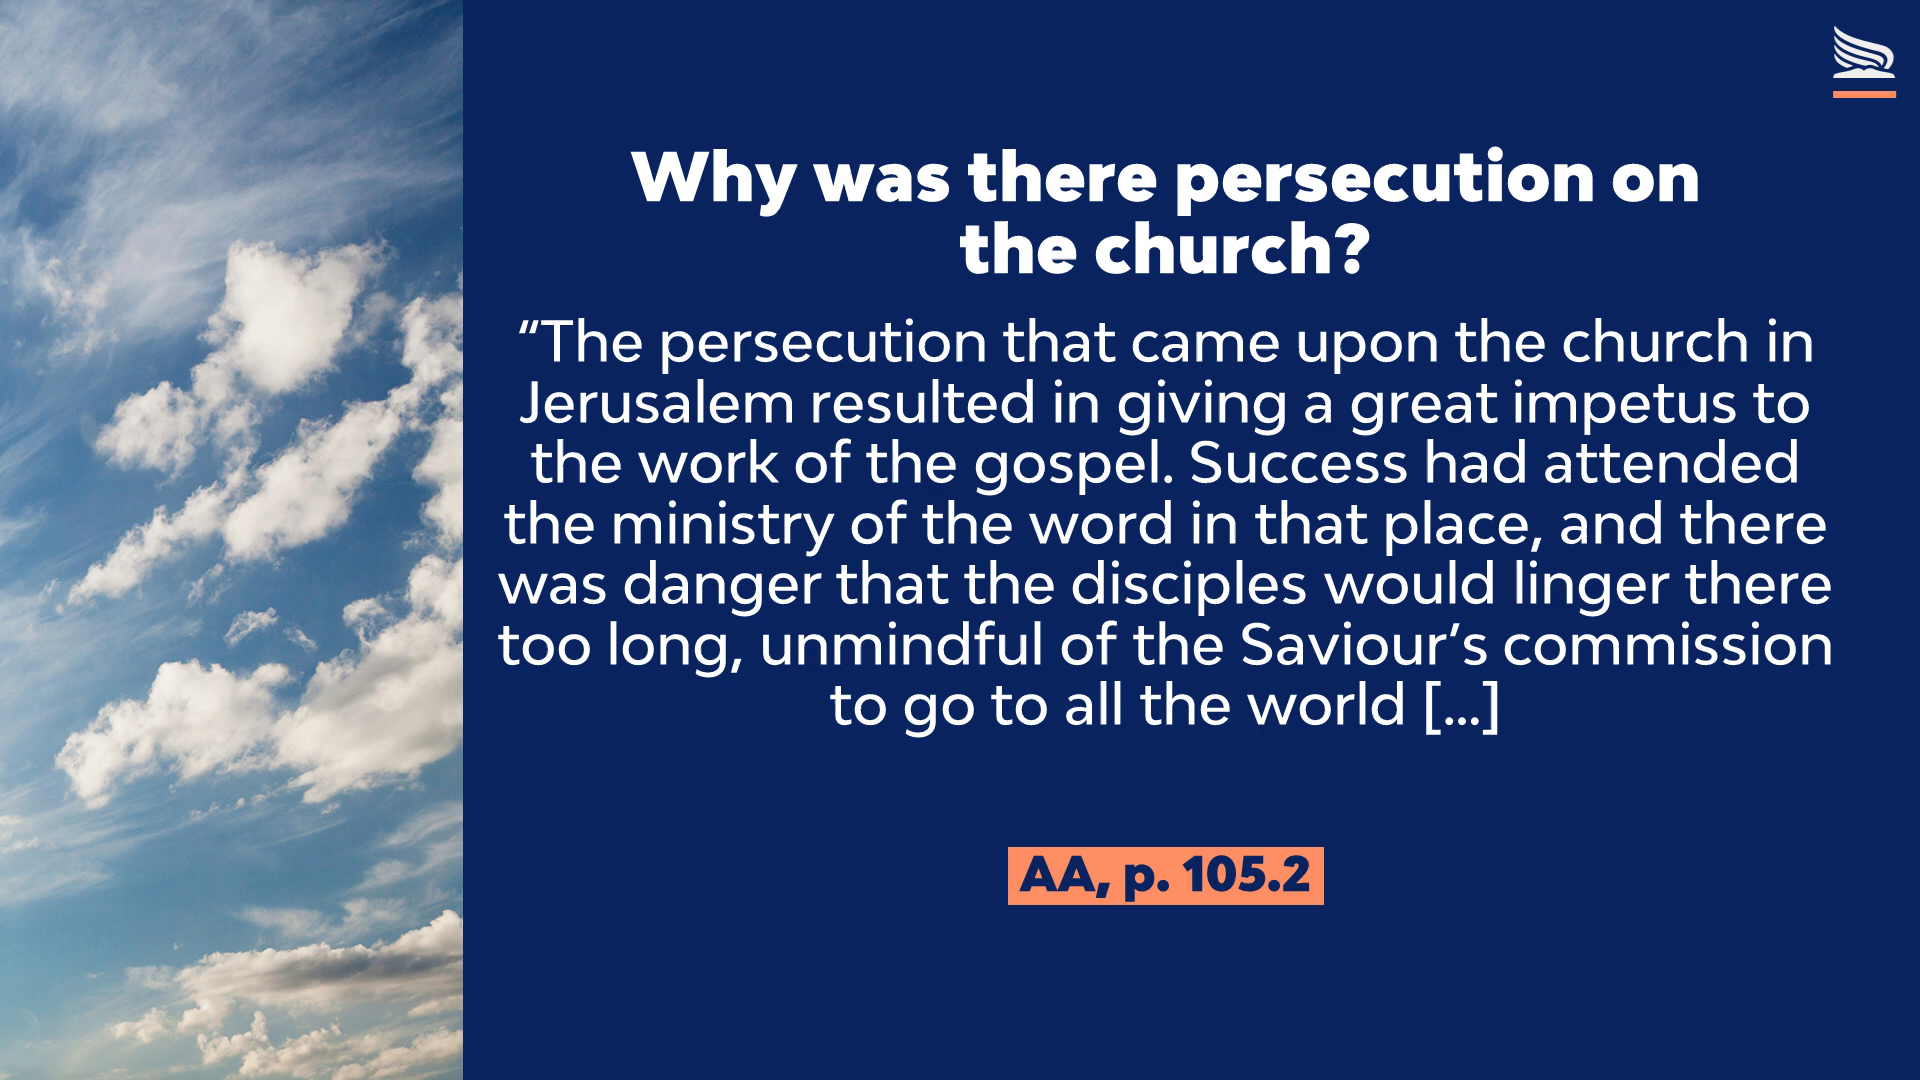 Why was there persecution on
the church?
“The persecution that came upon the church in
Jerusalem resulted in giving a great impetus to
the work of the gospel. Success had attended
the ministry of the word in that place, and there
was danger that the disciples would linger there
too long, unmindful of the Saviour’s commission
to go to all the world [...]
AA, p. 105.2